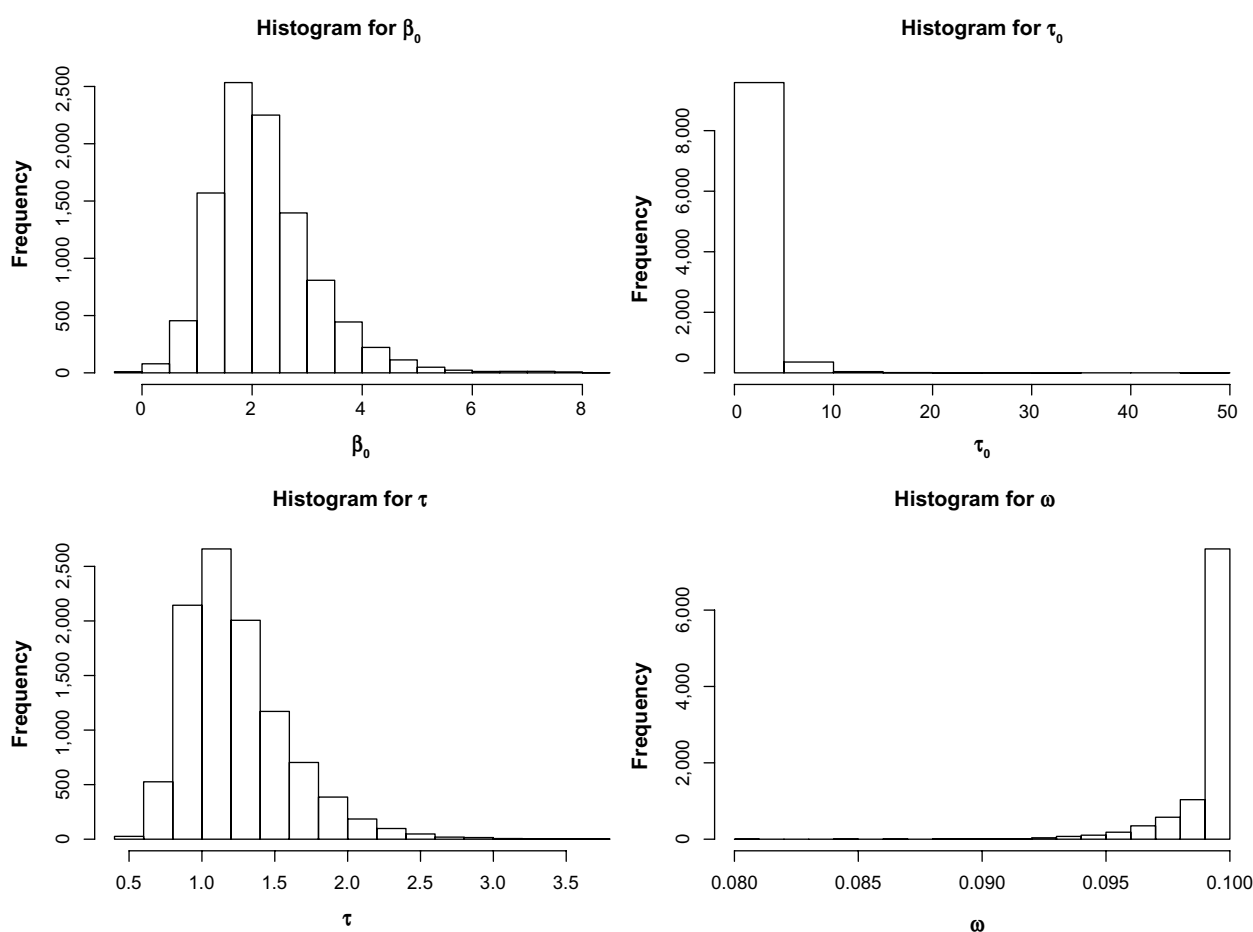 Histogram for β₀
Frequency
2,500
2,000
1,500
1,000
500
0
0 2 4 6 8
β₀
Histogram for τ₀
Frequency
8,000
6,000
4,000
2,000
0
0 10 20 30 40 50
τ₀
Histogram for τ
Frequency
2,500
2,000
1,500
1,000
500
0
0.5 1.0 1.5 2.0 2.5 3.0 3.5
τ
Histogram for ω
Frequency
6,000
4,000
2,000
0
0.080 0.085 0.090 0.095 0.100
ω